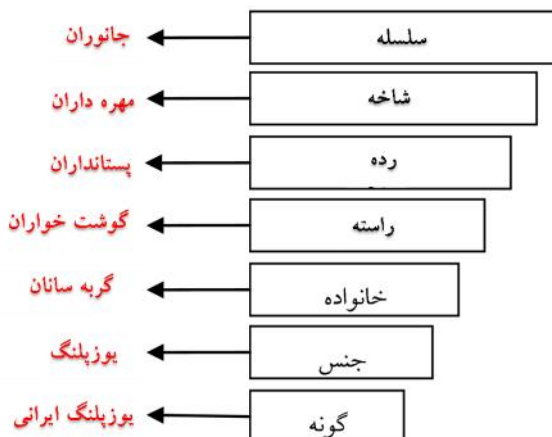 سلسله جانوران
شاخه مهره داران
رده پستانداران
راسته گوشت خواران
خانواده گربه سانان
جنس یوزپلنگ
گونه یوزپلنگ ایرانی